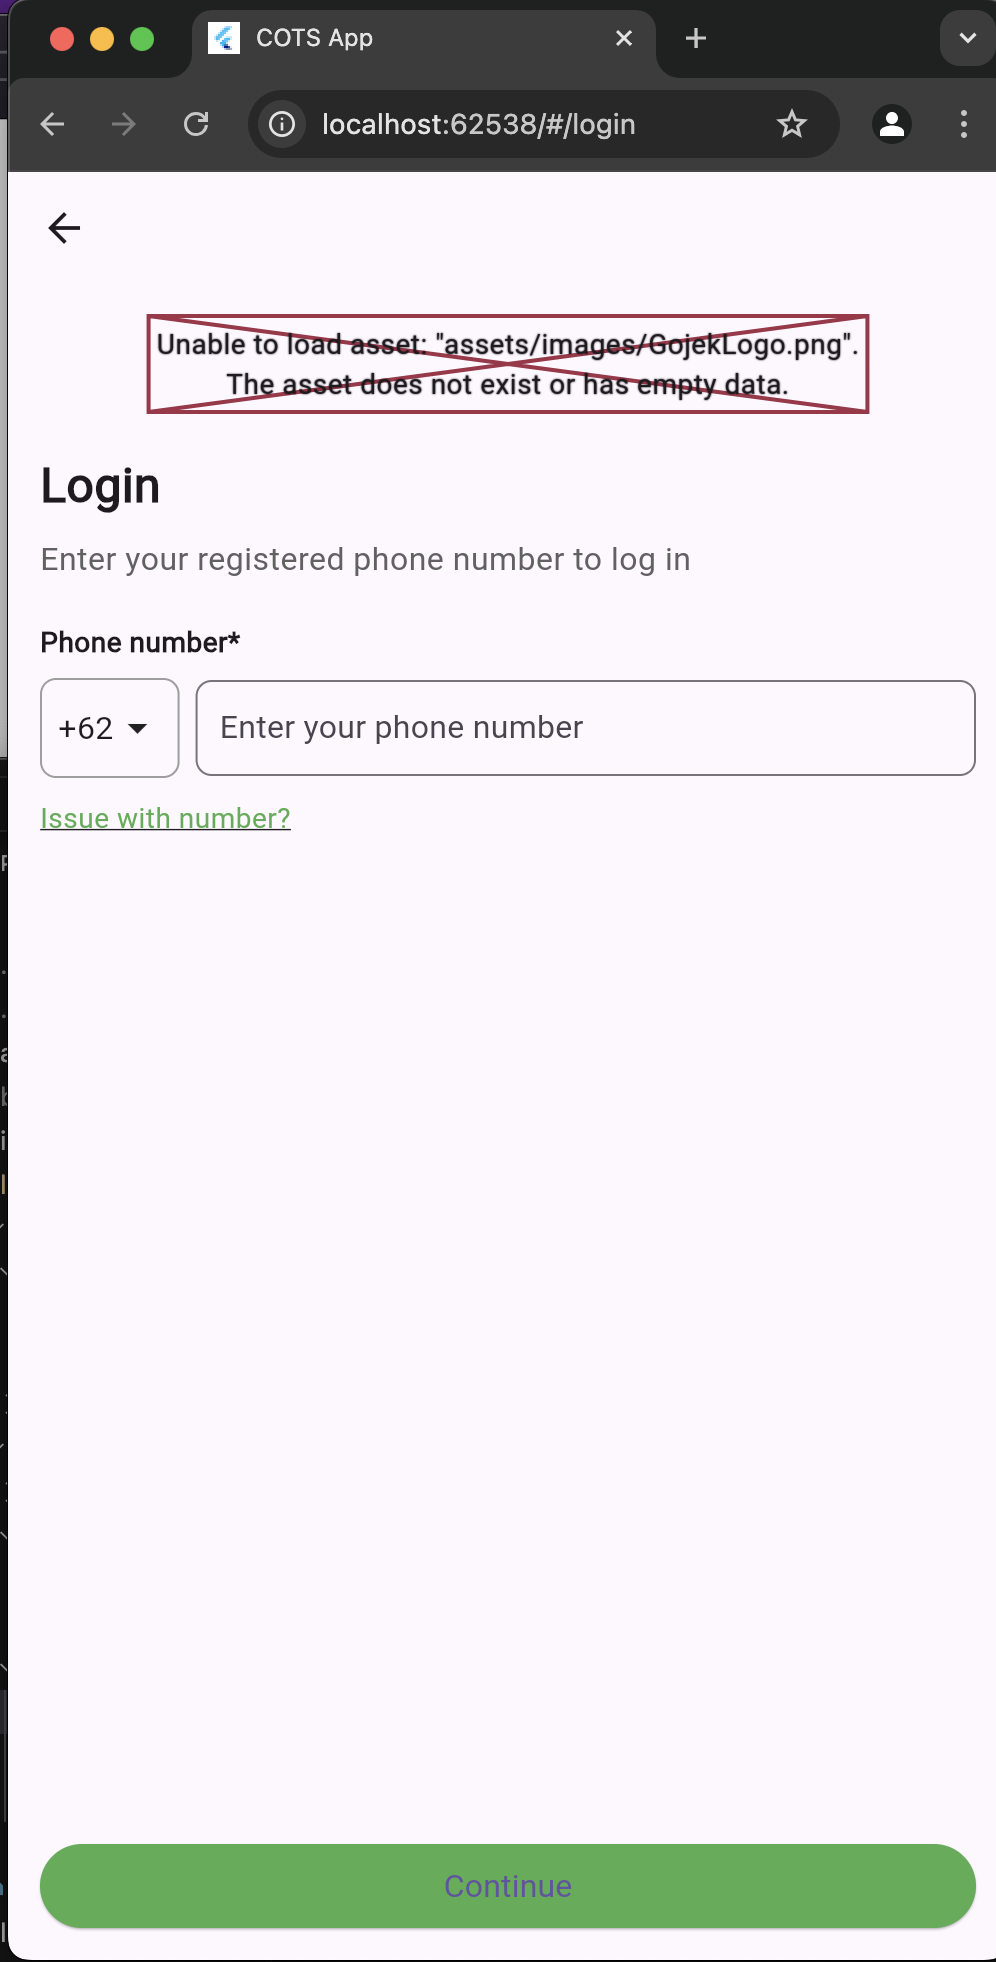 COTS App
localhost:62538/#/login
Unable to load asset: "assets/images/GojekLogo.png".
The asset does not exist or has empty data.
Login
Enter your registered phone number to log in
Phone number*
+62
Enter your phone number
Issue with number?
Continue